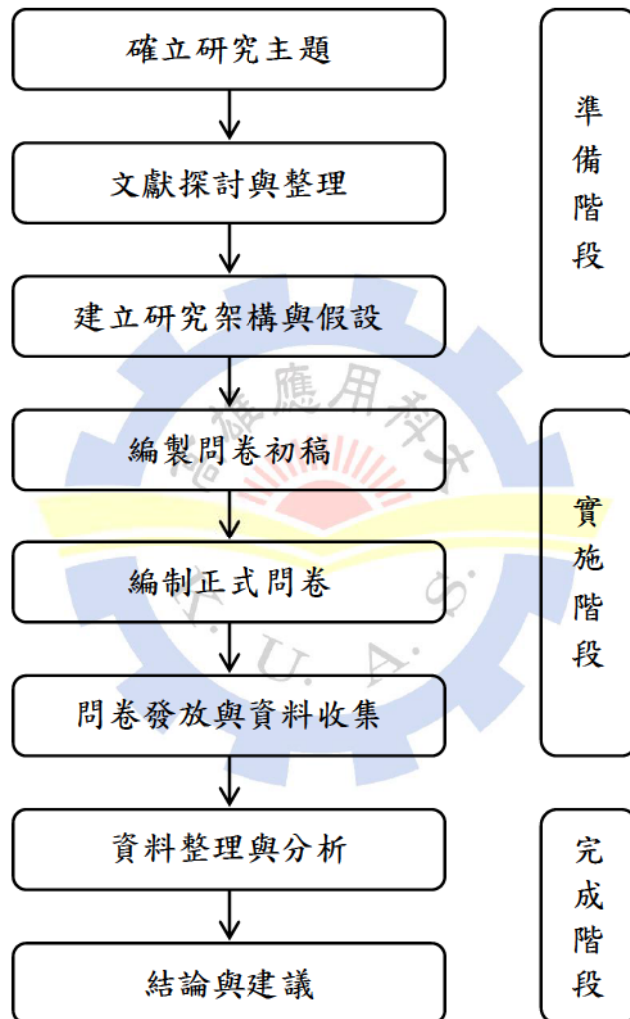 確立研究主題
文獻探討與整理
建立研究架構與假設
編製問卷初稿
編制正式問卷
問卷發放與資料收集
資料整理與分析
結論與建議
準備階段
實施階段
完成階段
高雄應用科大
K. U. A. S.